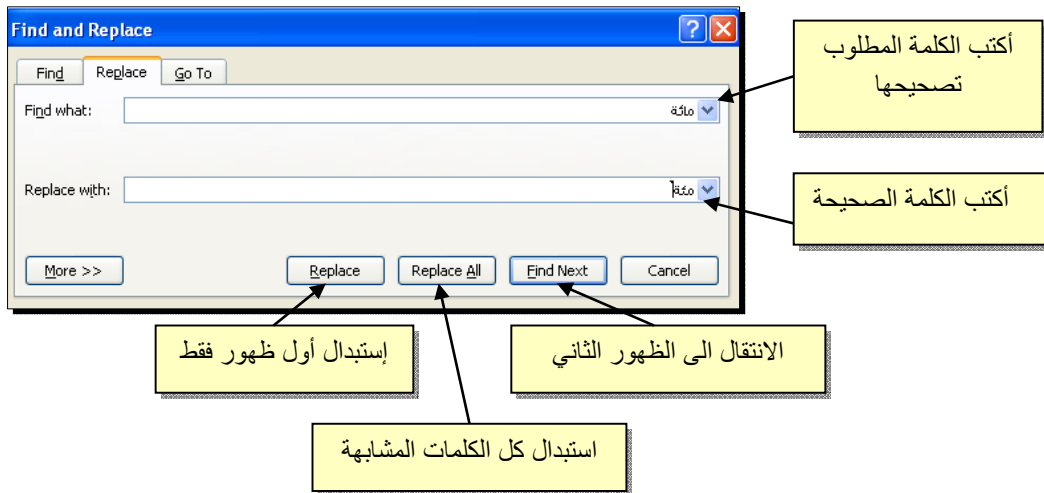 Find and Replace
أكتب الكلمة المطلوب
تصحيحها
Find Replace Go To
Find what: مائة
Replace with: مئة
أكتب الكلمة الصحيحة
More >> Replace Replace All Find Next Cancel
إستبدال أول ظهور فقط
الانتقال الى الظهور الثاني
استبدال كل الكلمات المشابهة